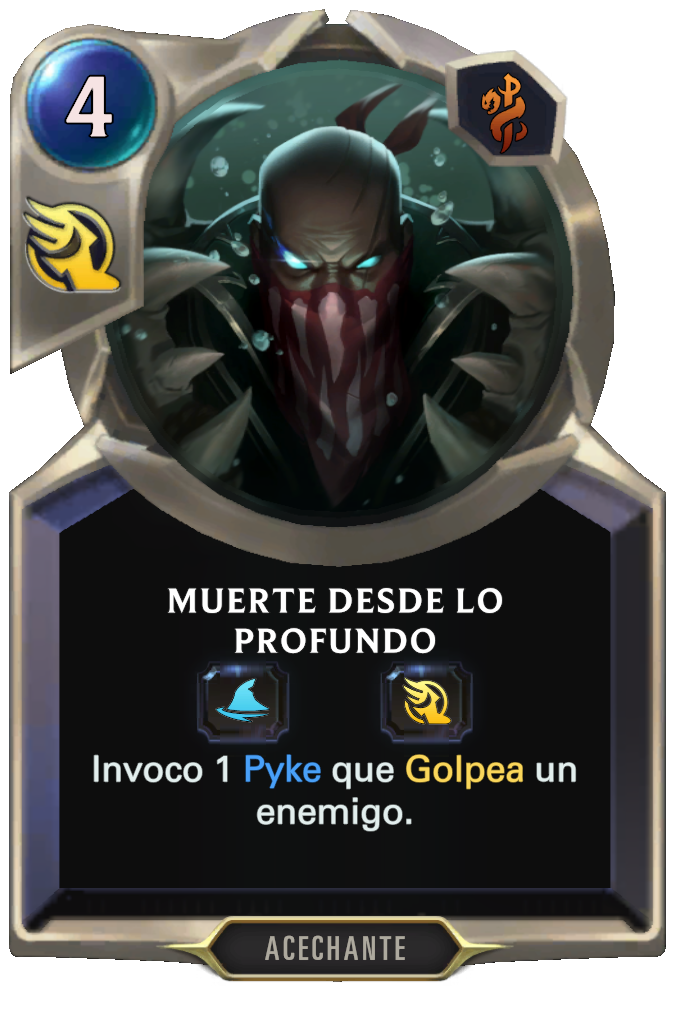 4
MUERTE DESDE LO
PROFUNDO
Invoco 1 Pyke que Golpea un
enemigo.
ACECHANTE